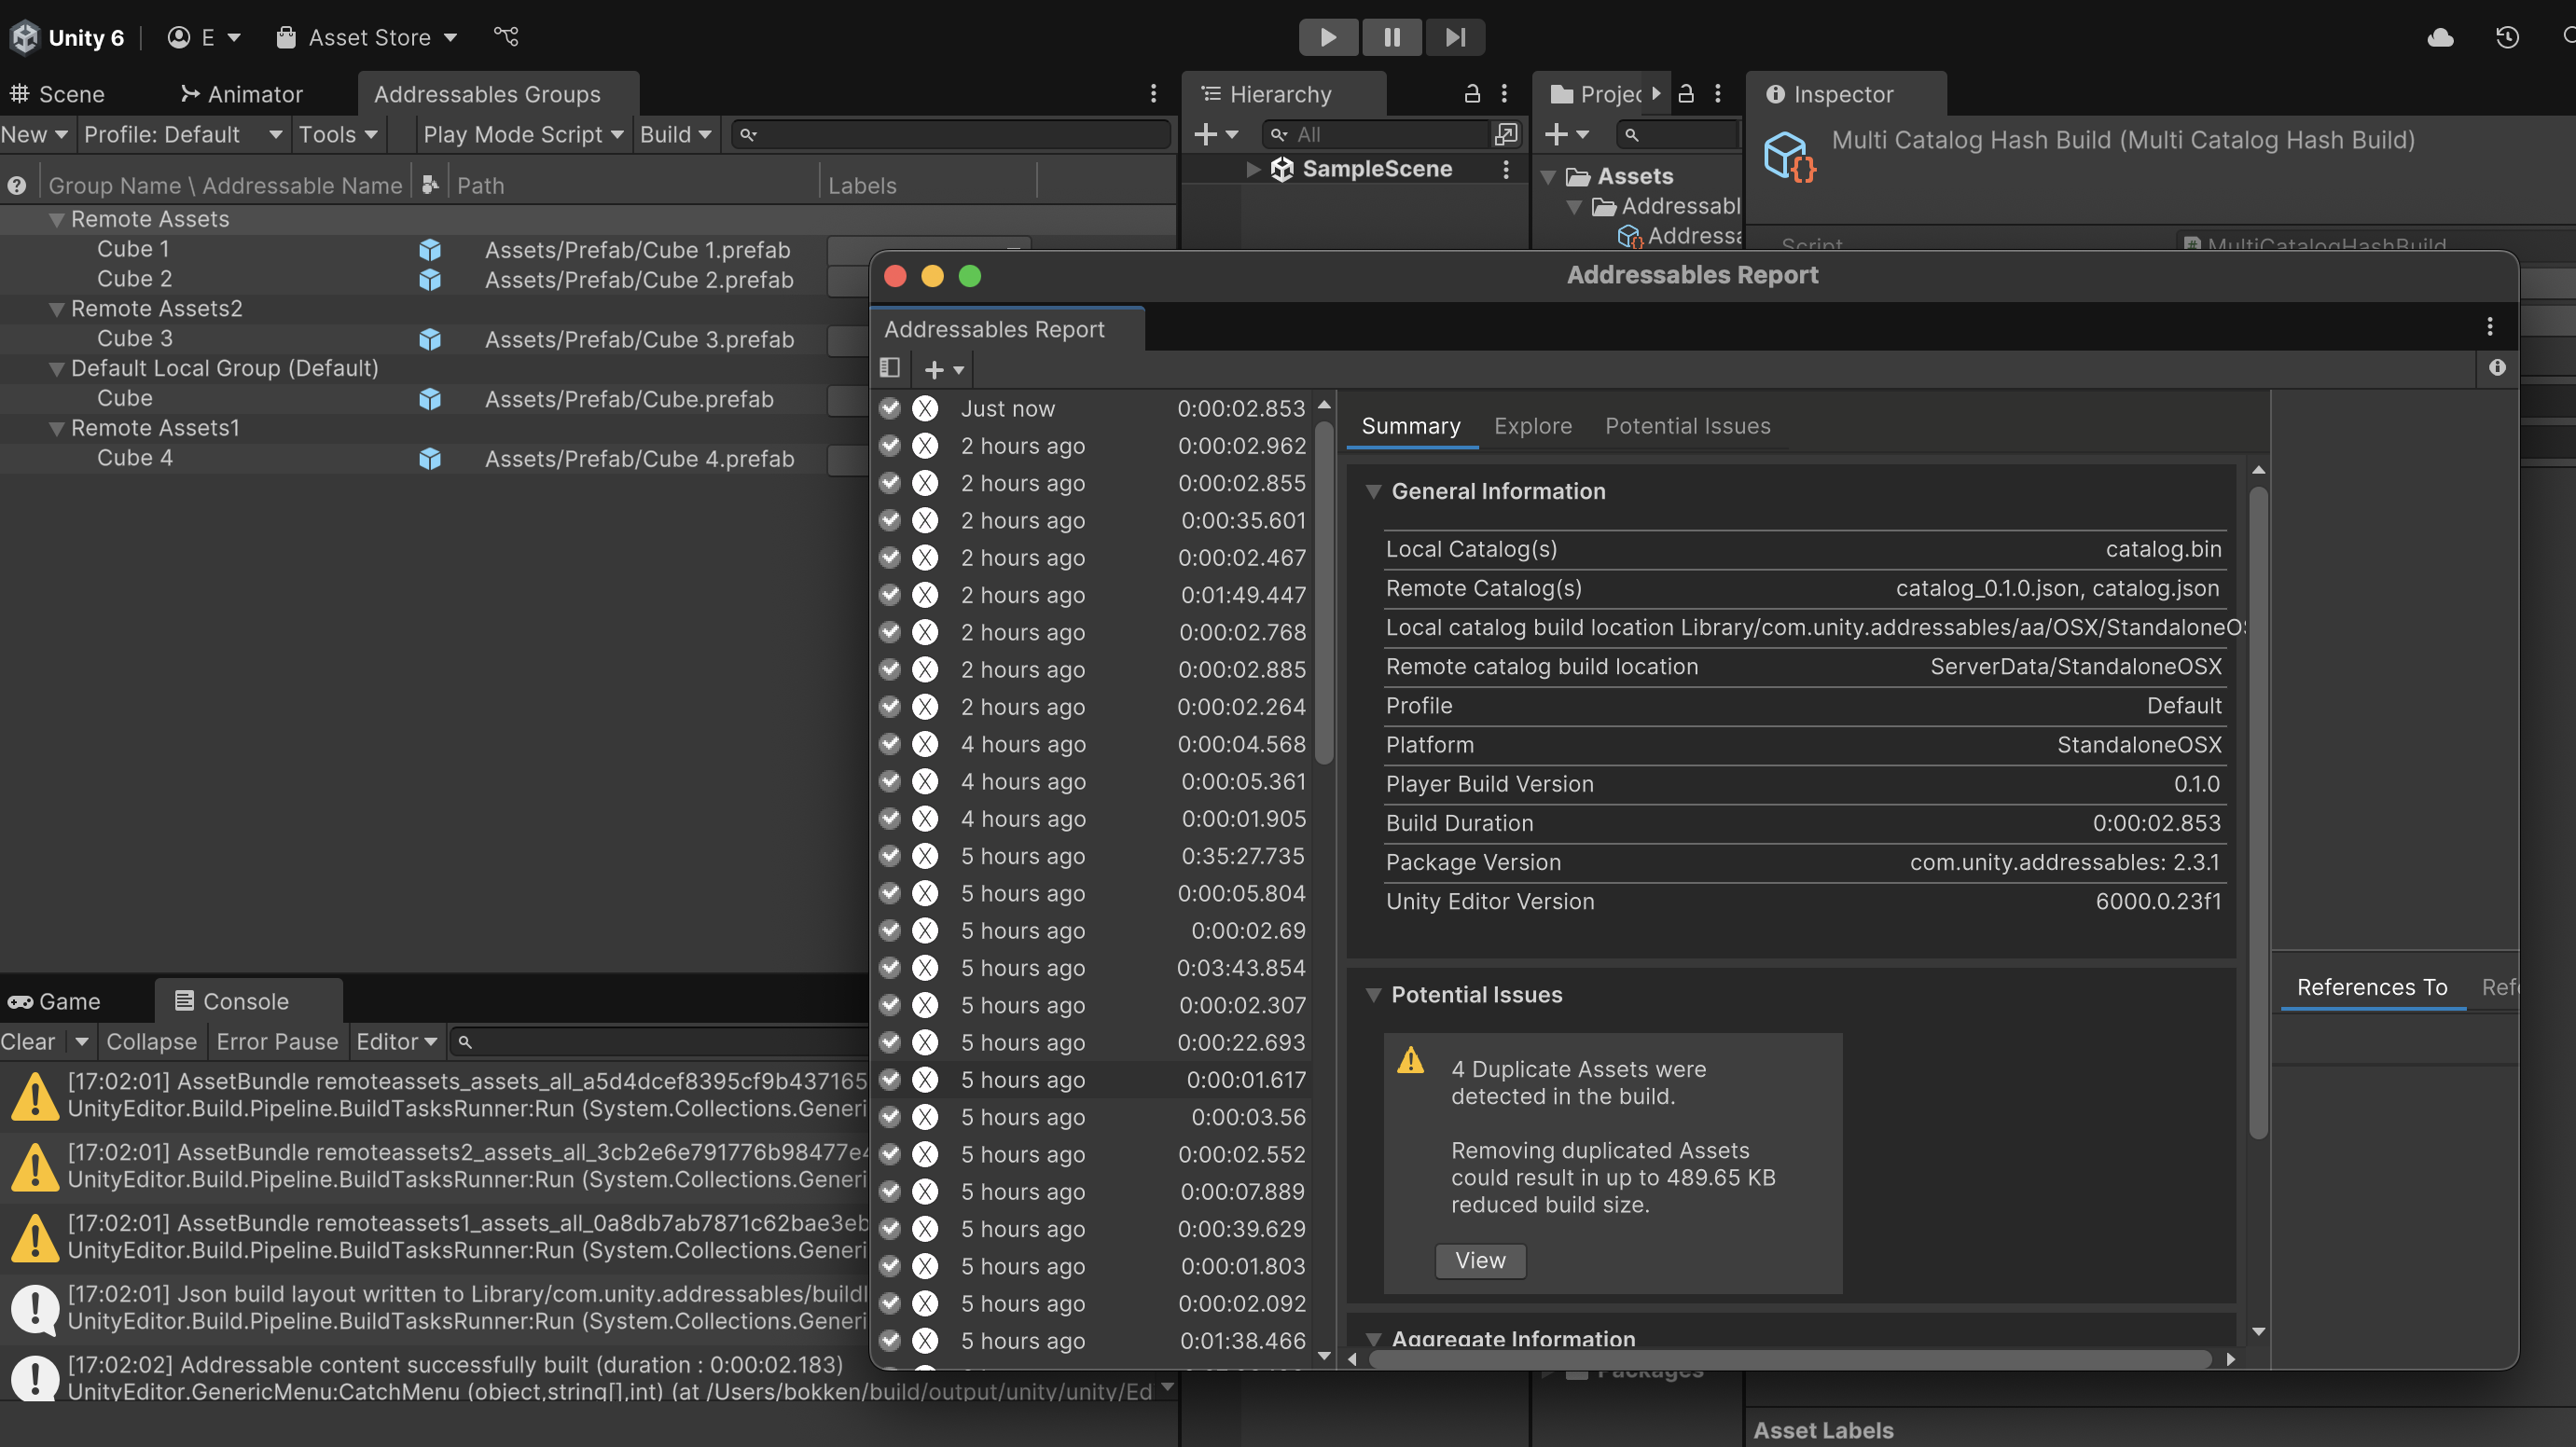 Unity 6 E Asset Store
Scene Animator Addressables Groups
New Profile: Default Tools Play Mode Script Build
Group Name \ Addressable Name Path Labels
Remote Assets
Cube 1 Assets/Prefab/Cube 1.prefab
Cube 2 Assets/Prefab/Cube 2.prefab
Remote Assets2
Cube 3 Assets/Prefab/Cube 3.prefab
Default Local Group (Default)
Cube Assets/Prefab/Cube.prefab
Remote Assets1
Cube 4 Assets/Prefab/Cube 4.prefab
Hierarchy
All
SampleScene
Projec
Assets
Addressabl
Addressa
Packages
Inspector
Multi Catalog Hash Build (Multi Catalog Hash Build)
Script MultiCatalogHashBuild
Asset Labels
Addressables Report
Addressables Report
Just now 0:00:02.853
2 hours ago 0:00:02.962
2 hours ago 0:00:02.855
2 hours ago 0:00:35.601
2 hours ago 0:00:02.467
2 hours ago 0:01:49.447
2 hours ago 0:00:02.768
2 hours ago 0:00:02.885
2 hours ago 0:00:02.264
4 hours ago 0:00:04.568
4 hours ago 0:00:05.361
4 hours ago 0:00:01.905
5 hours ago 0:35:27.735
5 hours ago 0:00:05.804
5 hours ago 0:00:02.69
5 hours ago 0:03:43.854
5 hours ago 0:00:02.307
5 hours ago 0:00:22.693
5 hours ago 0:00:01.617
5 hours ago 0:00:03.56
5 hours ago 0:00:02.552
5 hours ago 0:00:07.889
5 hours ago 0:00:39.629
5 hours ago 0:00:01.803
5 hours ago 0:00:02.092
5 hours ago 0:01:38.466
Summary Explore Potential Issues
General Information
Local Catalog(s) catalog.bin
Remote Catalog(s) catalog_0.1.0.json, catalog.json
Local catalog build location Library/com.unity.addressables/aa/OSX/StandaloneOS
Remote catalog build location ServerData/StandaloneOSX
Profile Default
Platform StandaloneOSX
Player Build Version 0.1.0
Build Duration 0:00:02.853
Package Version com.unity.addressables: 2.3.1
Unity Editor Version 6000.0.23f1
Potential Issues
4 Duplicate Assets were
detected in the build.
Removing duplicated Assets
could result in up to 489.65 KB
reduced build size.
View
Aggregate Information
References To Ref
Game Console
Clear Collapse Error Pause Editor
[17:02:01] AssetBundle remoteassets_assets_all_a5d4dcef8395cf9b437165
UnityEditor.Build.Pipeline.BuildTasksRunner:Run (System.Collections.Generi
[17:02:01] AssetBundle remoteassets2_assets_all_3cb2e6e791776b98477e4
UnityEditor.Build.Pipeline.BuildTasksRunner:Run (System.Collections.Generi
[17:02:01] AssetBundle remoteassets1_assets_all_0a8db7ab7871c62bae3eb
UnityEditor.Build.Pipeline.BuildTasksRunner:Run (System.Collections.Generi
[17:02:01] Json build layout written to Library/com.unity.addressables/buildl
UnityEditor.Build.Pipeline.BuildTasksRunner:Run (System.Collections.Generi
[17:02:02] Addressable content successfully built (duration : 0:00:02.183)
UnityEditor.GenericMenu:CatchMenu (object,string[],int) (at /Users/bokken/build/output/unity/unity/Ed